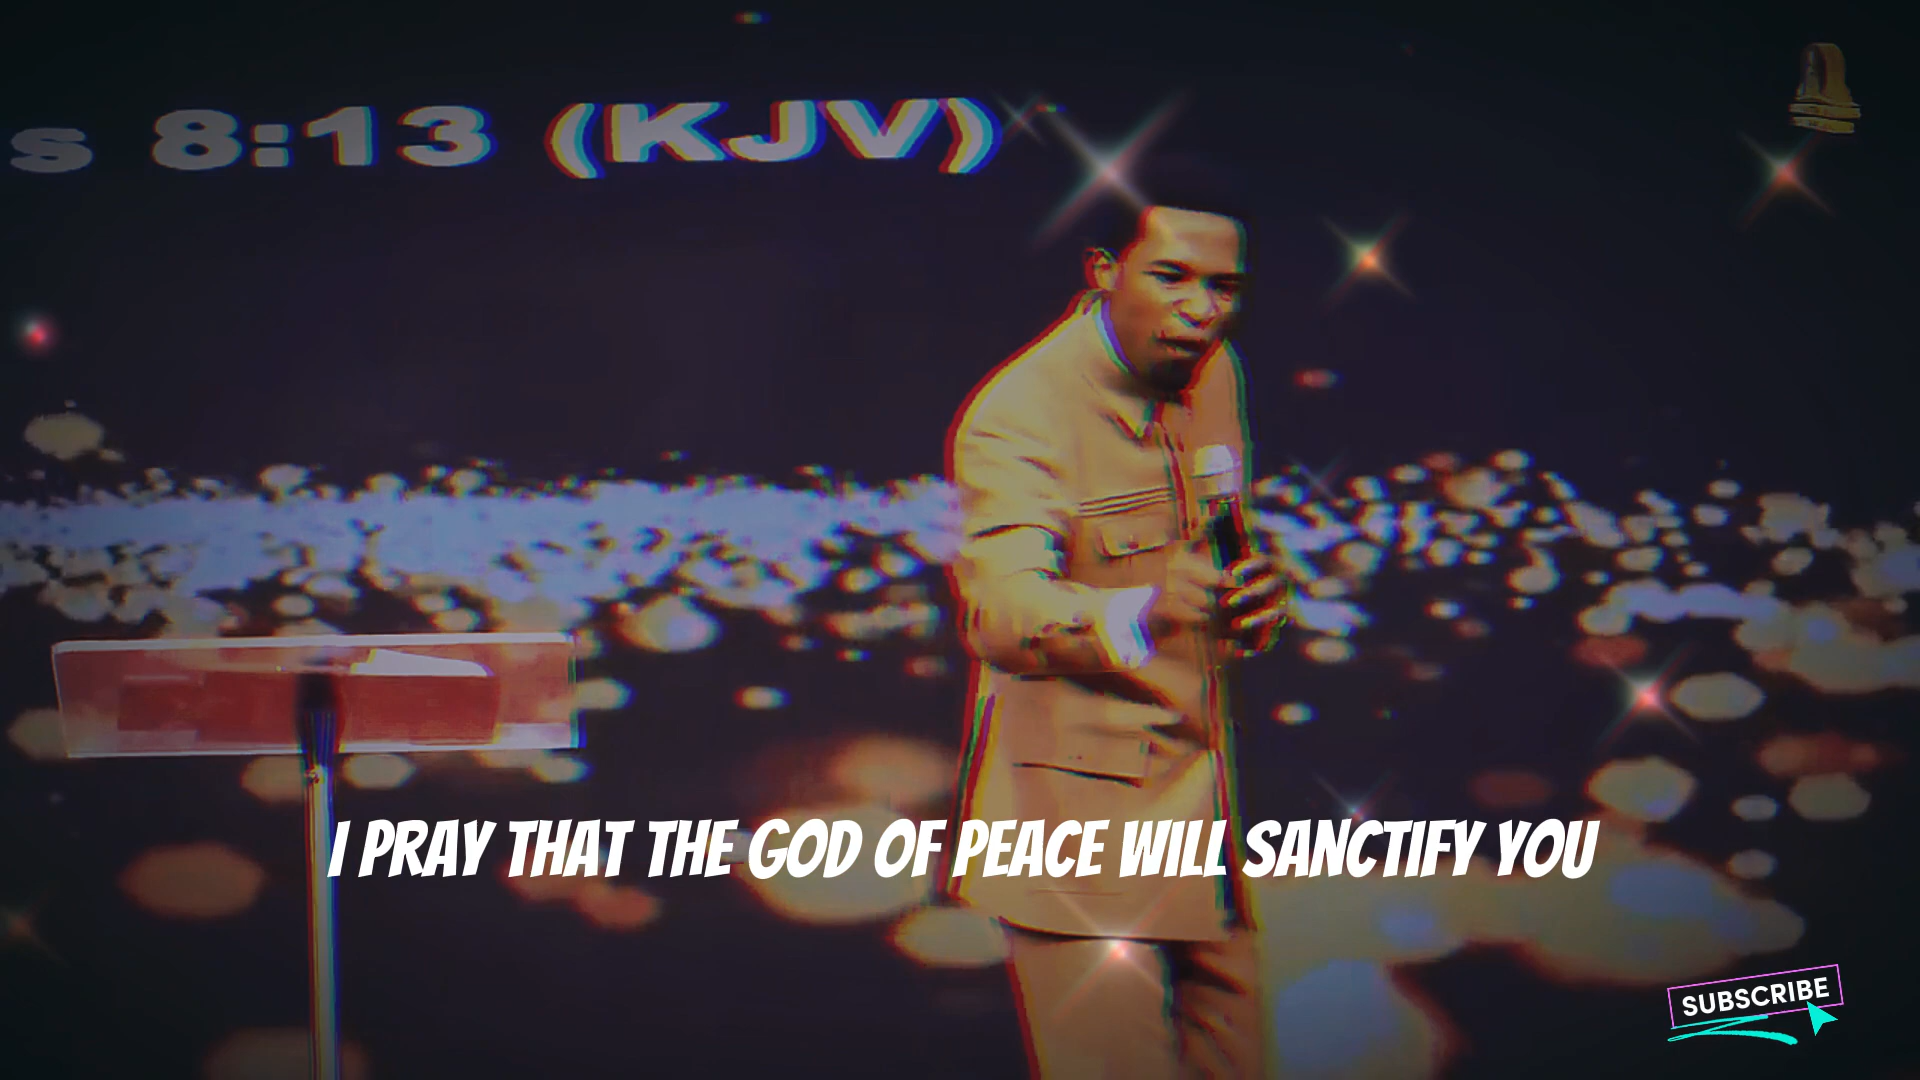 s 8:13 (KJV)
I PRAY THAT THE GOD OF PEACE WILL SANCTIFY YOU
SUBSCRIBE